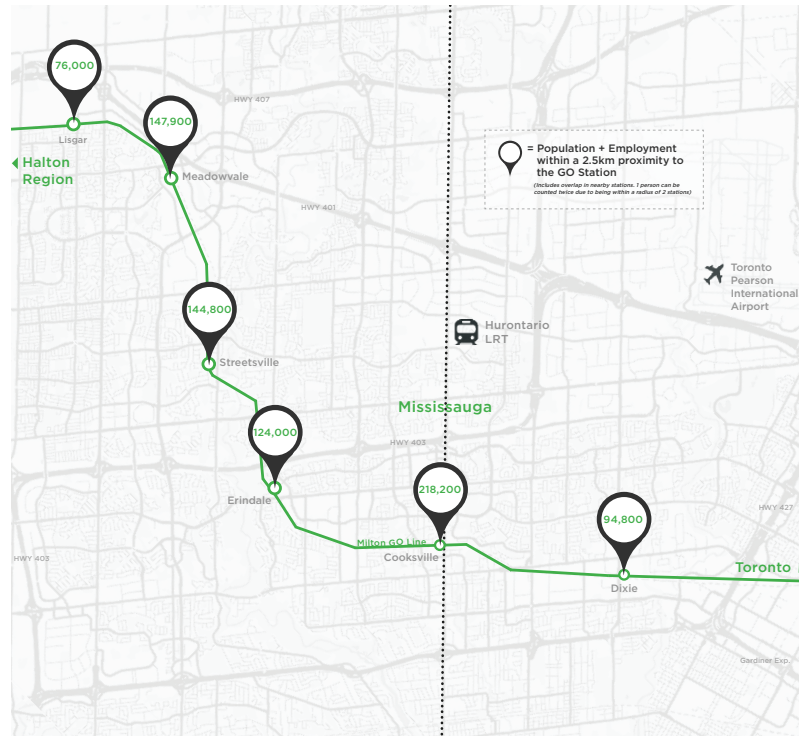 76,000
HWY 407
147,900
Lisgar
= Population + Employment
within a 2.5km proximity to
the GO Station
(Includes overlap in nearby stations. 1 person can be
counted twice due to being within a radius of 2 stations)
Halton
Region
Meadowvale
HWY 401
Toronto
Pearson
International
Airport
144,800
Hurontario
LRT
Streetsville
Mississauga
124,000
HWY 403
218,200
Erindale
HWY 427
94,800
Milton GO Line
Cooksville
HWY 403
Toronto
Dixie
Gardiner Exp.